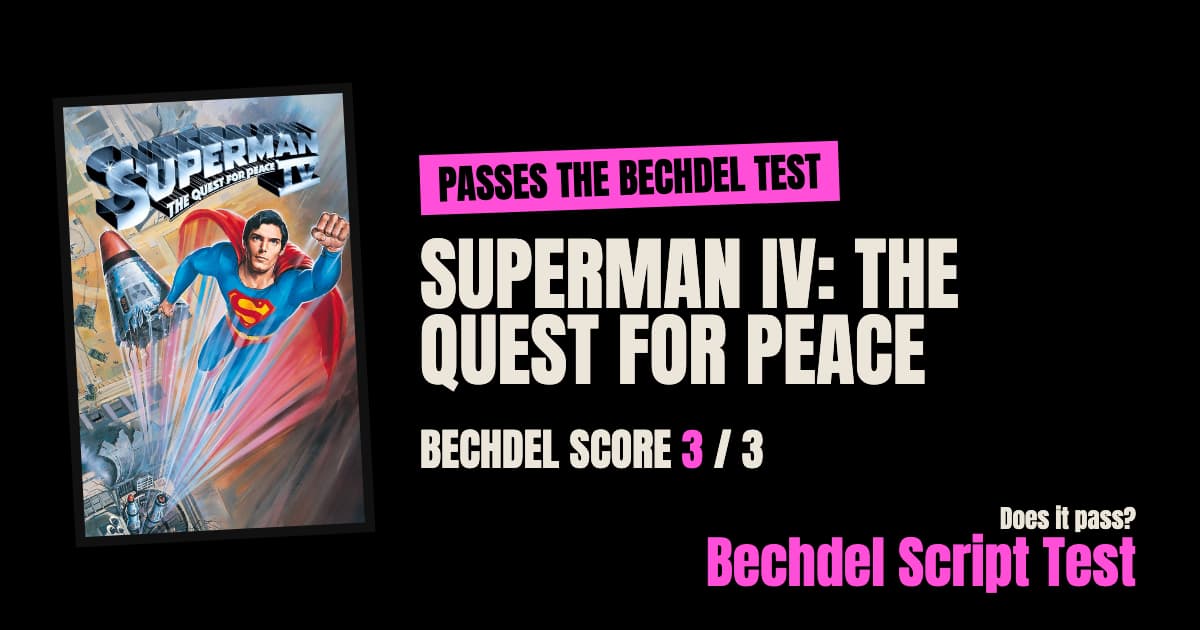 SUPERMAN IV
THE QUEST FOR PEACE
PASSES THE BECHDEL TEST
SUPERMAN IV: THE
QUEST FOR PEACE
BECHDEL SCORE 3 / 3
Does it pass?
Bechdel Script Test